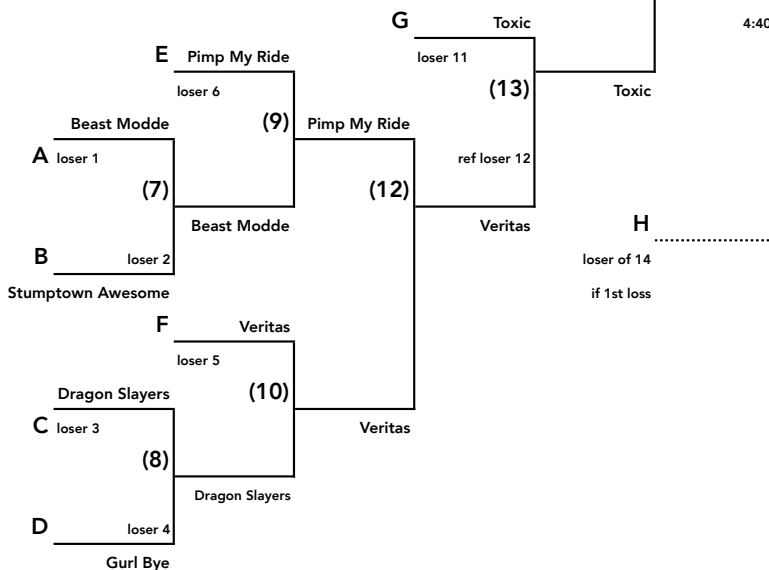 G Toxic
4:40
E Pimp My Ride
loser 11
loser 6
(13)
Toxic
(9)
Beast Modde
Pimp My Ride
A loser 1
ref loser 12
(7)
(12)
Beast Modde
Veritas
H
B loser 2
loser of 14
Stumptown Awesome
if 1st loss
F Veritas
loser 5
Dragon Slayers
(10)
C loser 3
Veritas
(8)
Dragon Slayers
D loser 4
Gurl Bye